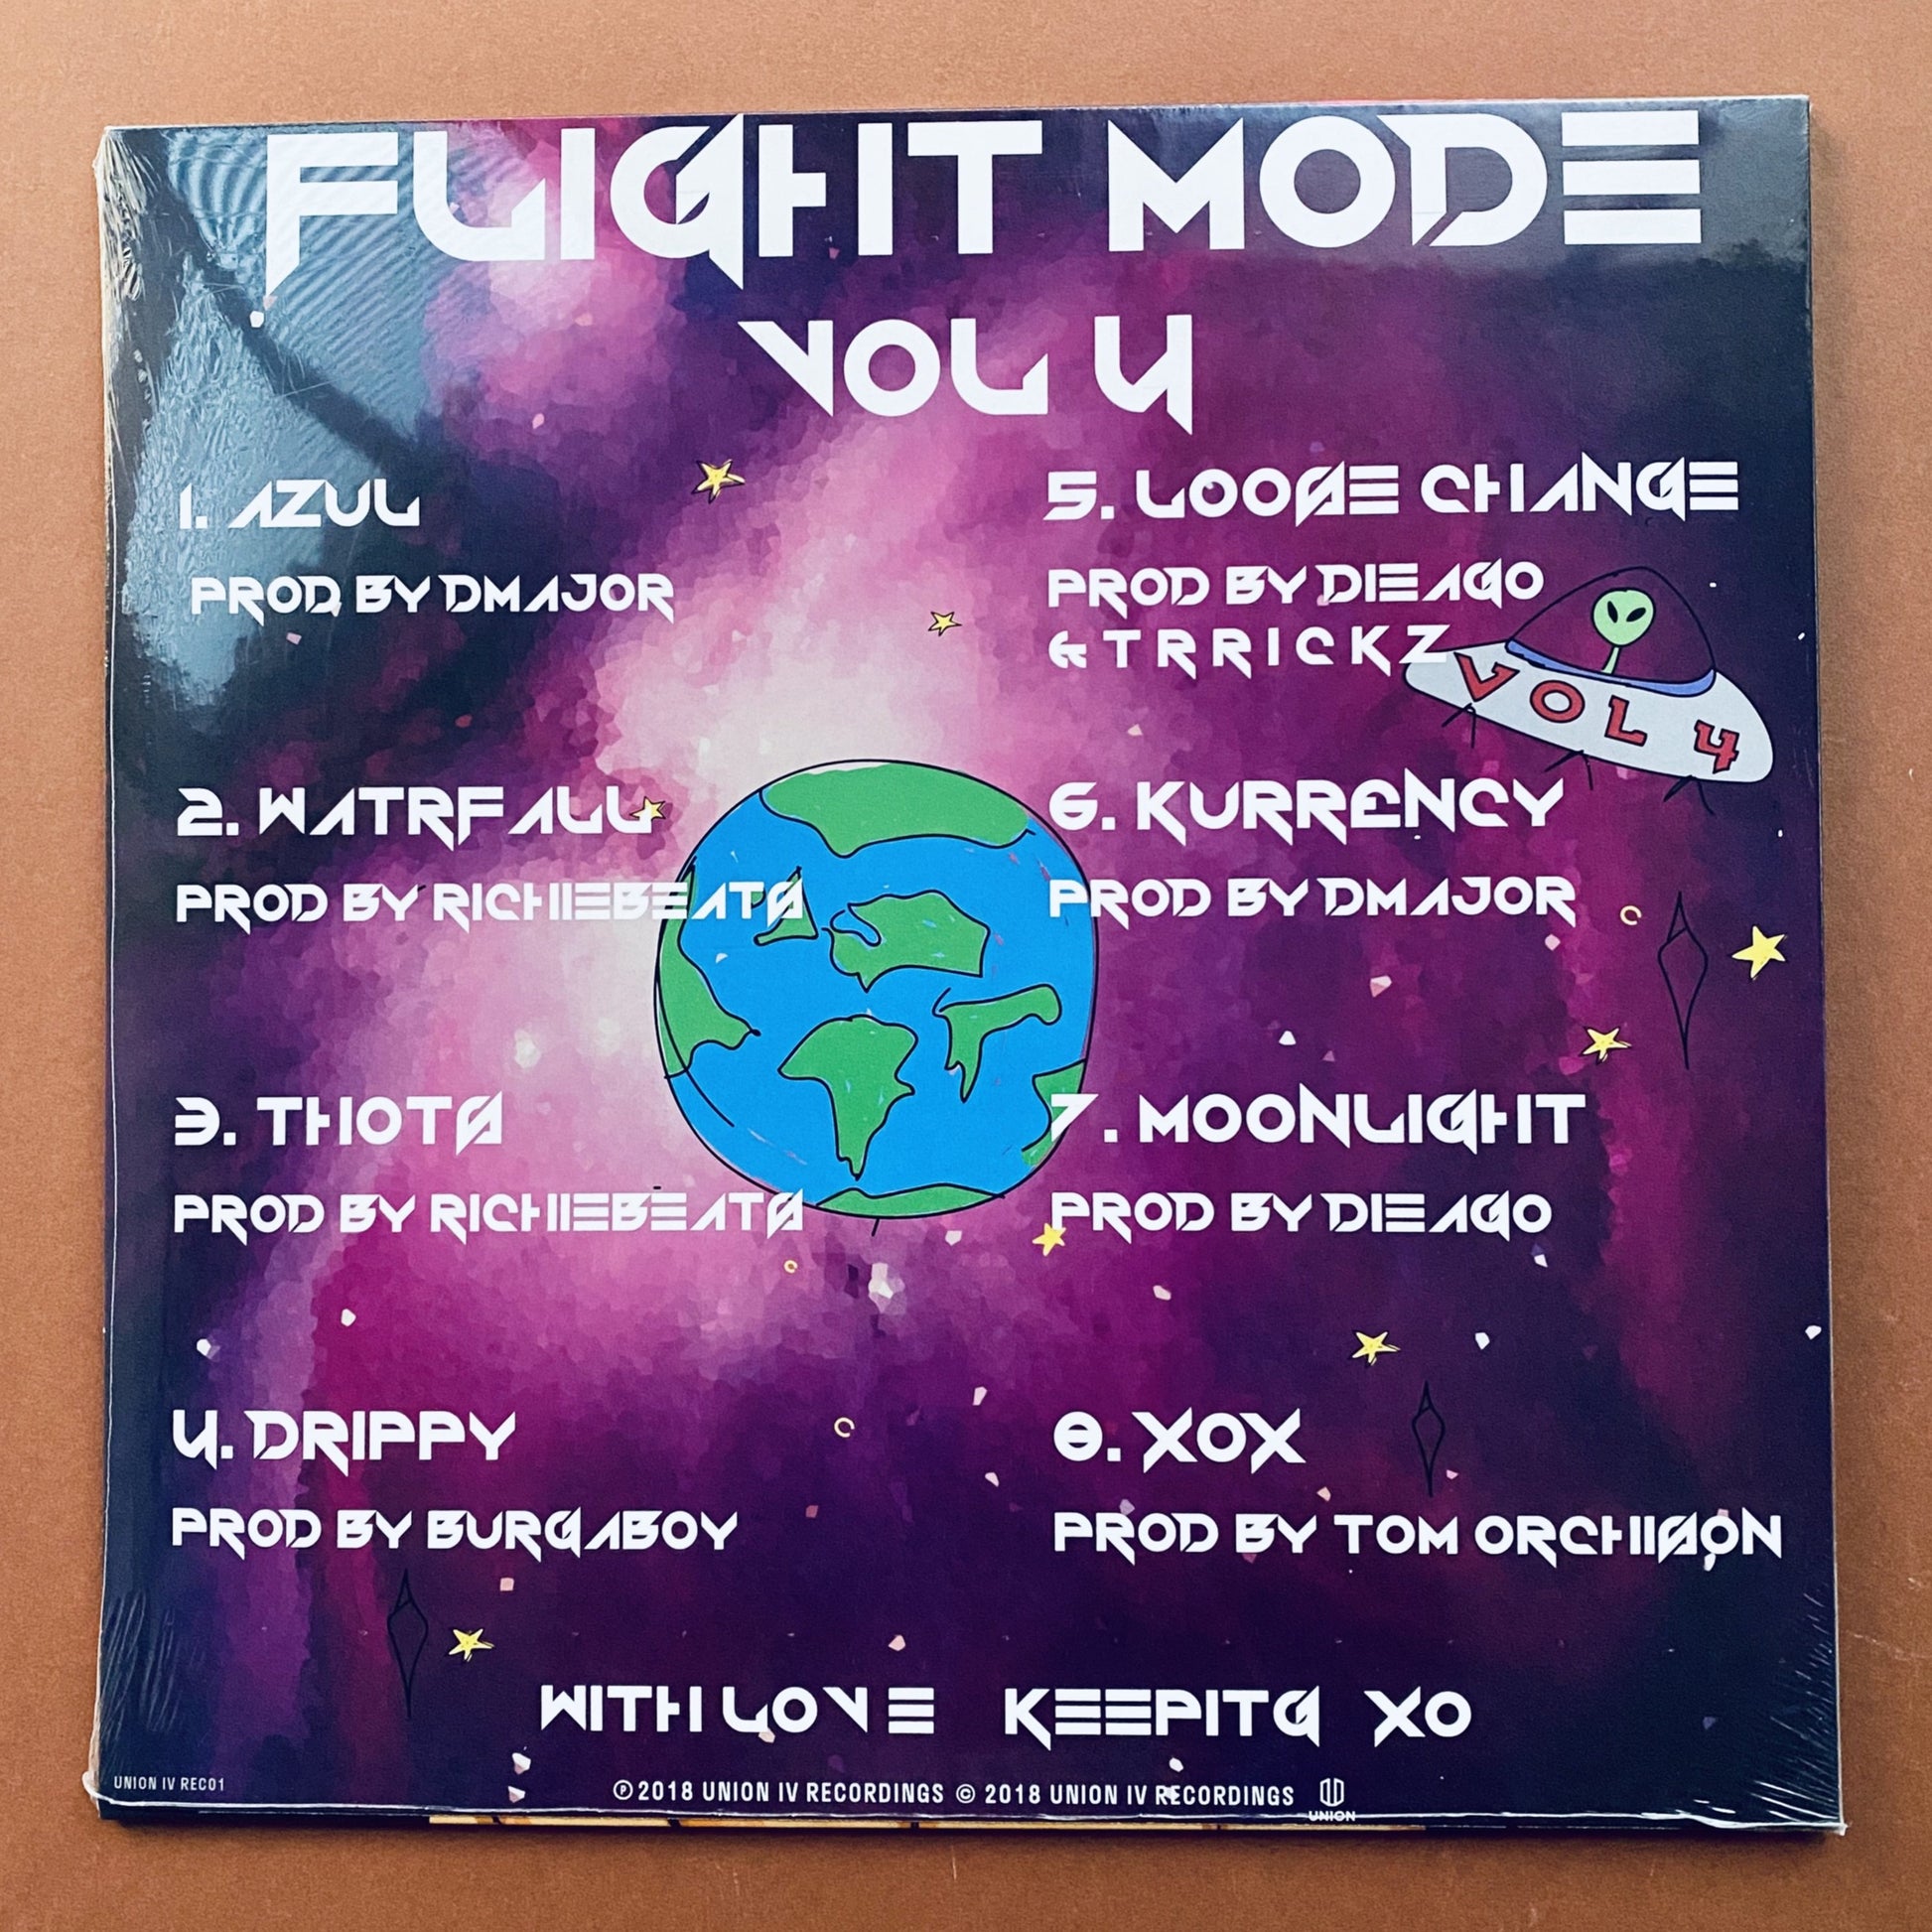 FLIGHT MODE
VOL 4
1. AZUL
PROD BY DMAJOR
2. WATRFALL
PROD BY RICHIEBEATS
3. THOTS
PROD BY RICHIEBEATS
4. DRIPPY
PROD BY BURGABOY
5. LOOSE CHANGE
PROD BY DIEAGO
& TRRICKZ
VOL 4
6. KURR£NCY
PROD BY DMAJOR
7. MOONLIGHT
PROD BY DIEAGO
8. XOX
PROD BY TOM ORCHISON
WITH LOVE KEEPITG XO
UNION IV REC01
℗ 2018 UNION IV RECORDINGS © 2018 UNION IV RECORDINGS
UNION